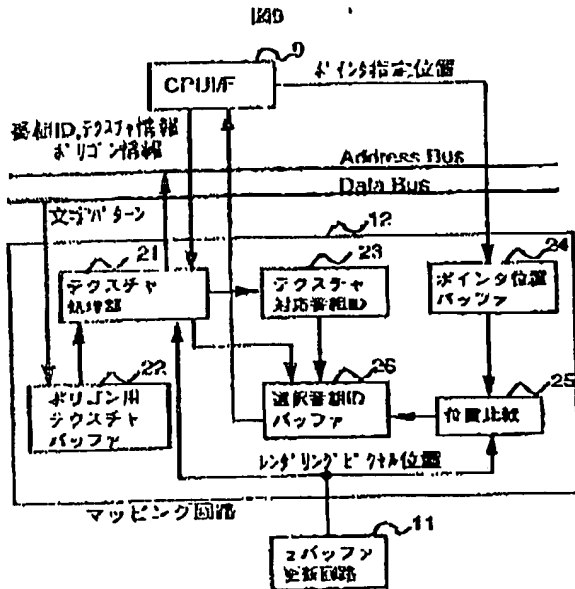 図9
9
CPUI/F
ポインタ指定位置
番組ID,テクスチャ情報
ポリゴン情報
Address Bus
Data Bus
文字パターン
12
21
23
24
テクスチャ
処理部
テクスチャ
対応番組ID
ポインタ位置
バッファ
22
26
25
ポリゴン用
テクスチャ
バッファ
選択番組ID
バッファ
位置比較
レンダリングピクセル位置
マッピング回路
11
zバッファ
更新回路